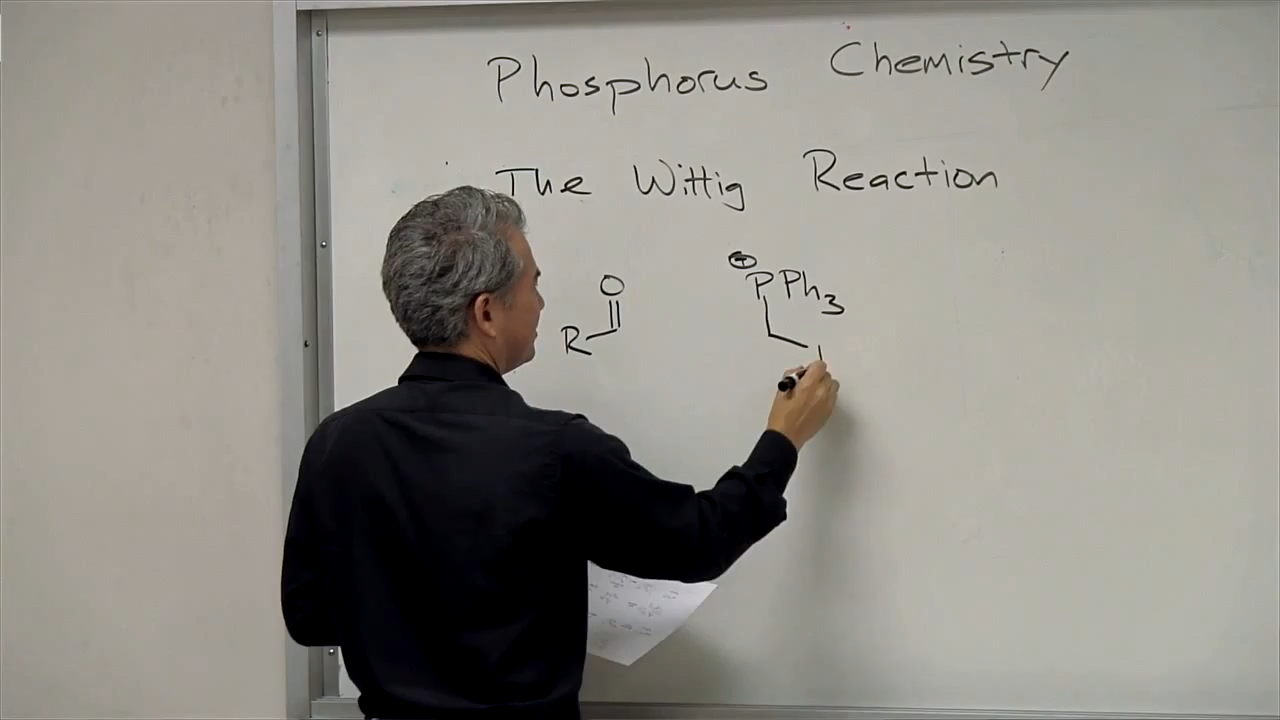 Phosphorus Chemistry
The Wittig Reaction
O ⊕
PPh3
R